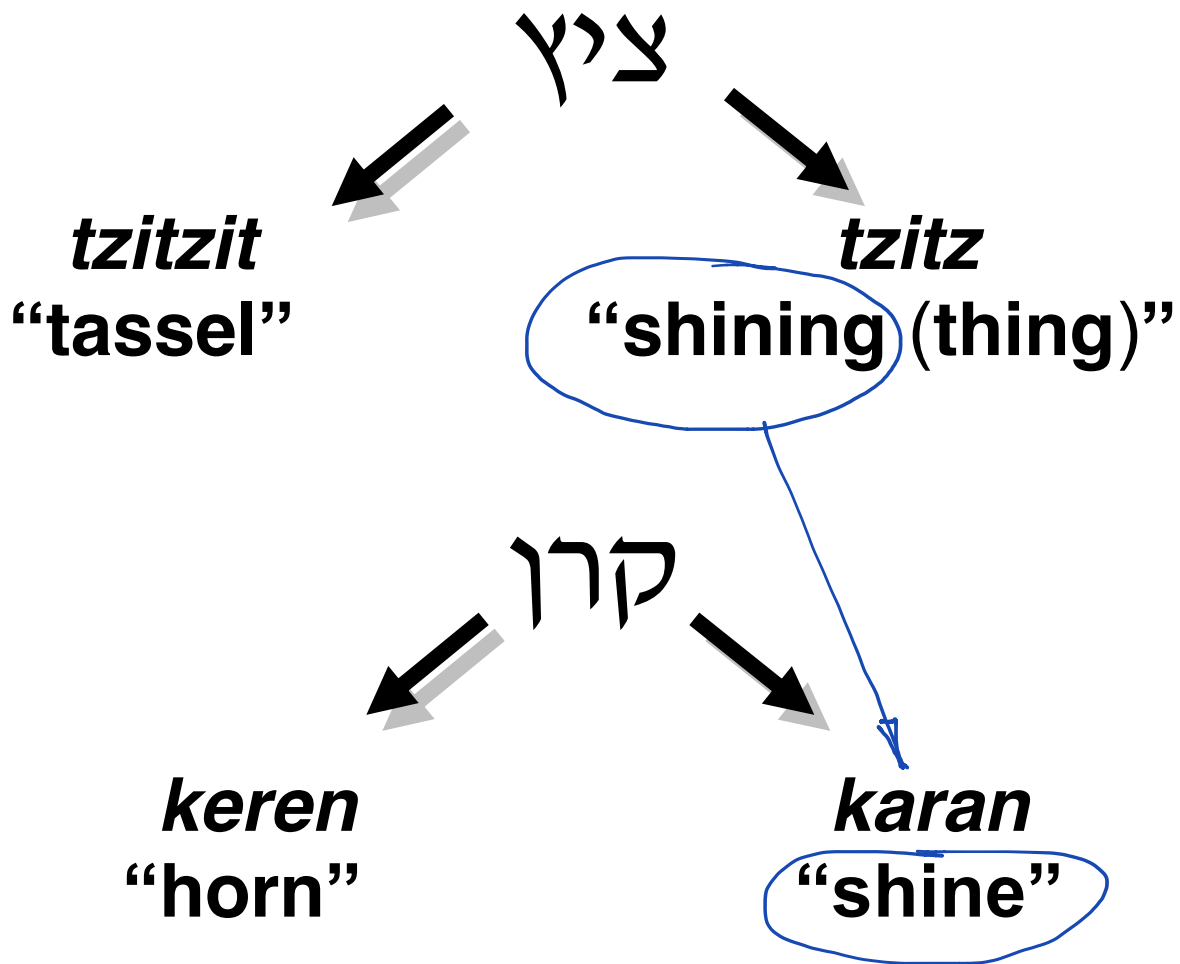 ציץ
tzitzit tzitz
“tassel” “shining (thing)”
קרן
keren karan
“horn” “shine”